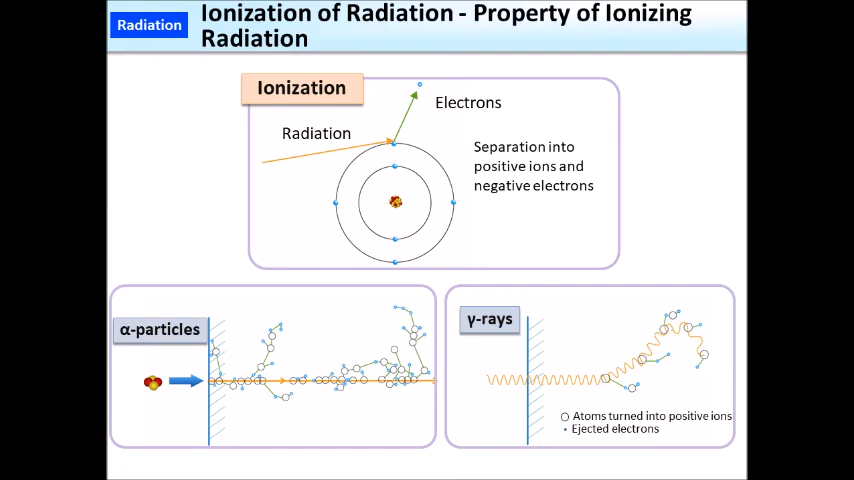 Radiation
Ionization of Radiation - Property of Ionizing
Radiation
Ionization
Electrons
Radiation
Separation into
positive ions and
negative electrons
α-particles
γ-rays
Atoms turned into positive ions
Ejected electrons